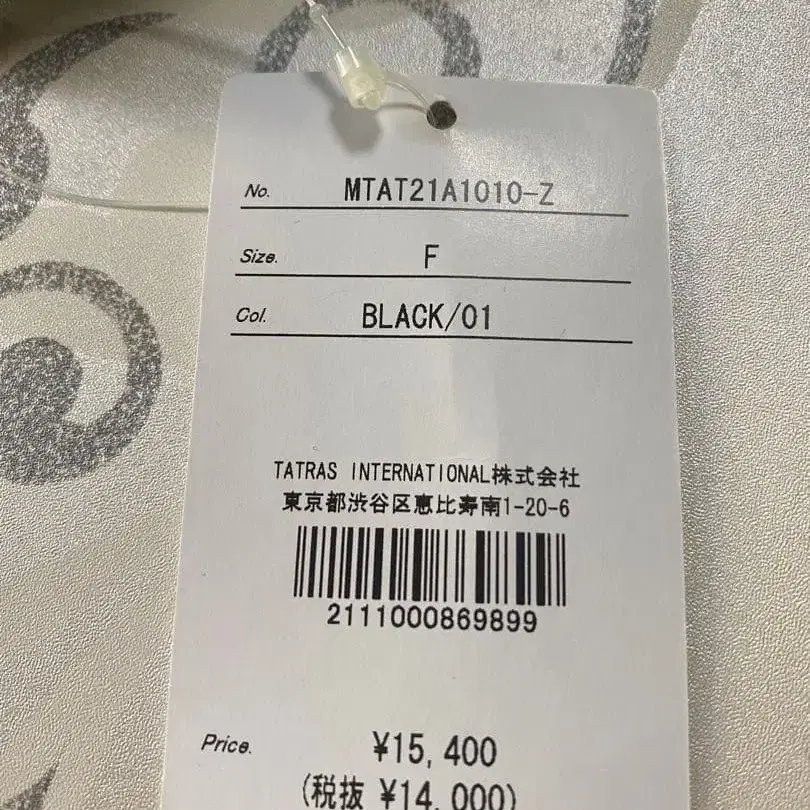 No. MTAT21A1010-Z
Size. F
Col. BLACK/01
TATRAS INTERNATIONAL株式会社
東京都渋谷区恵比寿南1-20-6
2111000869899
Price. ¥15,400
(税抜 ¥14,000)